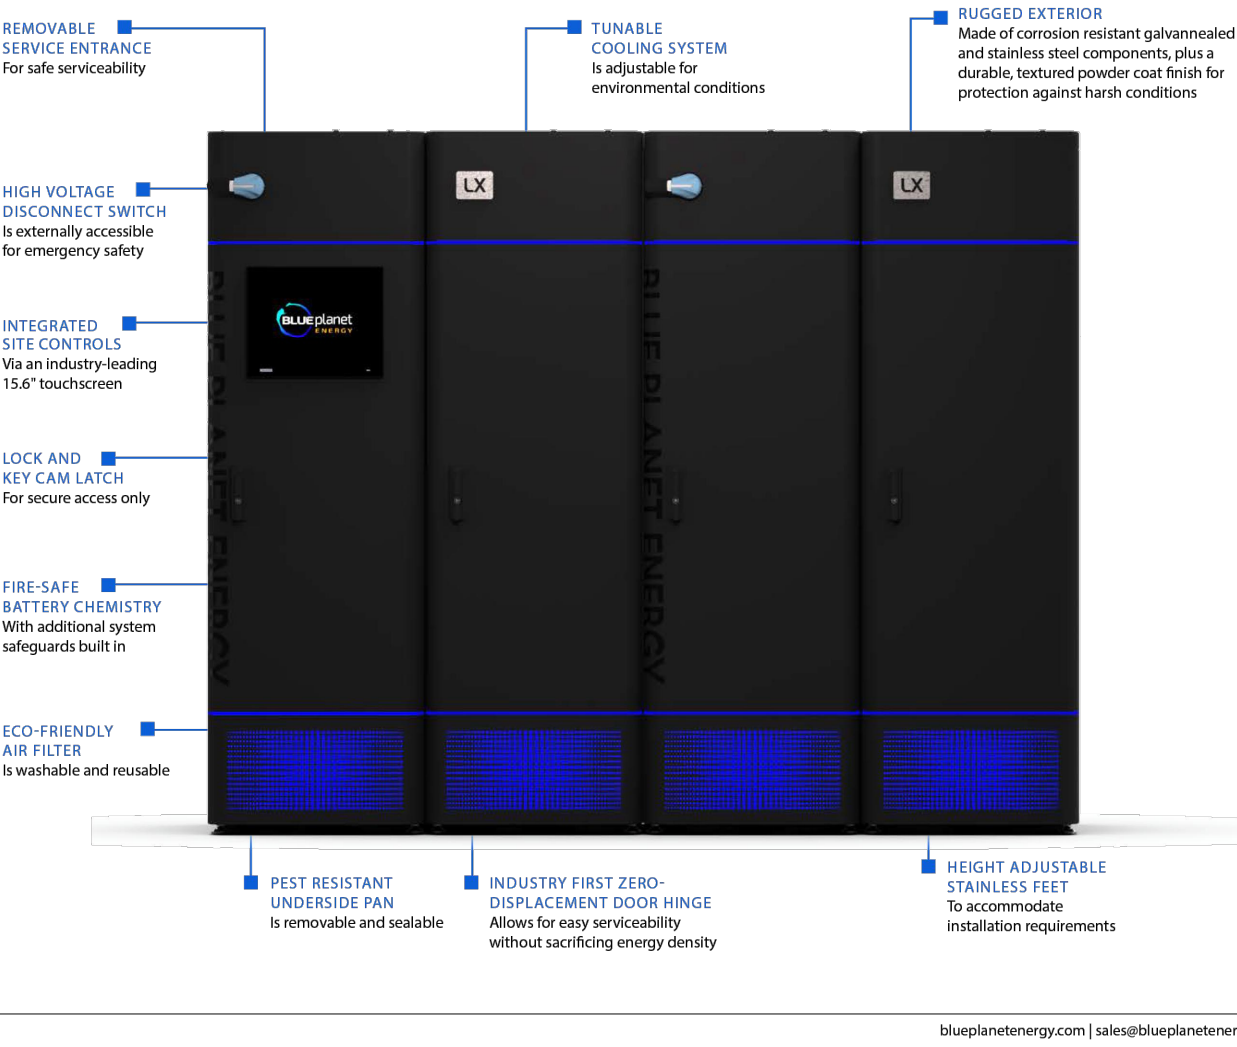 REMOVABLE
SERVICE ENTRANCE
For safe serviceability
TUNABLE
COOLING SYSTEM
Is adjustable for
environmental conditions
RUGGED EXTERIOR
Made of corrosion resistant galvannealed
and stainless steel components, plus a
durable, textured powder coat finish for
protection against harsh conditions
HIGH VOLTAGE
DISCONNECT SWITCH
Is externally accessible
for emergency safety
LX
LX
INTEGRATED
SITE CONTROLS
Via an industry-leading
15.6" touchscreen
BLUEplanet
ENERGY
BLUE PLANET ENERGY
BLUE PLANET ENERGY
LOCK AND
KEY CAM LATCH
For secure access only
FIRE-SAFE
BATTERY CHEMISTRY
With additional system
safeguards built in
ECO-FRIENDLY
AIR FILTER
Is washable and reusable
PEST RESISTANT
UNDERSIDE PAN
Is removable and sealable
INDUSTRY FIRST ZERO-
DISPLACEMENT DOOR HINGE
Allows for easy serviceability
without sacrificing energy density
HEIGHT ADJUSTABLE
STAINLESS FEET
To accommodate
installation requirements
blueplanetenergy.com | sales@blueplanetener